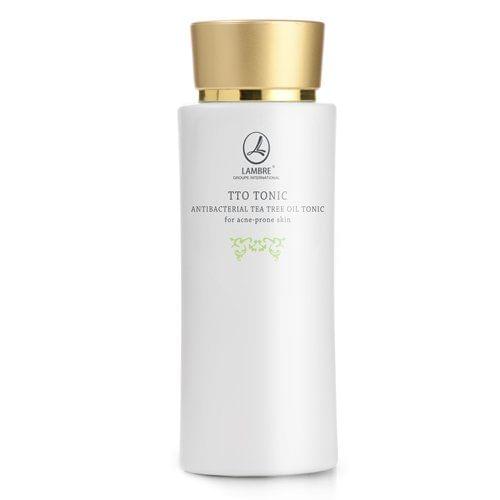 LAMBRE®
GROUPE INTERNATIONAL
TTO TONIC
ANTIBACTERIAL TEA TREE OIL TONIC
for acne-prone skin